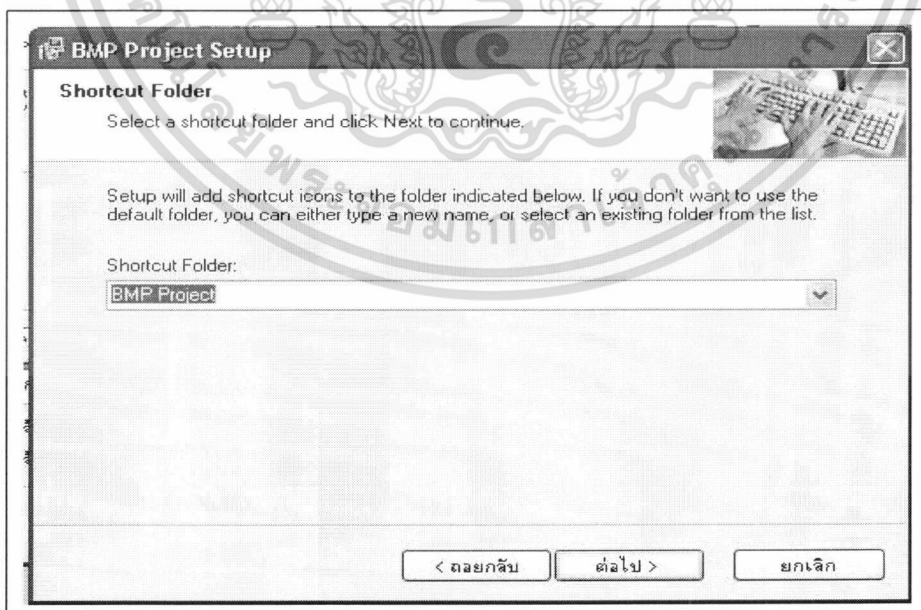 BMP Project Setup
Shortcut Folder
Select a shortcut folder and click Next to continue.
Setup will add shortcut icons to the folder indicated below. If you don't want to use the
default folder, you can either type a new name, or select an existing folder from the list.
Shortcut Folder:
BMP Project
< ถอยกลับ
ต่อไป >
ยกเลิก